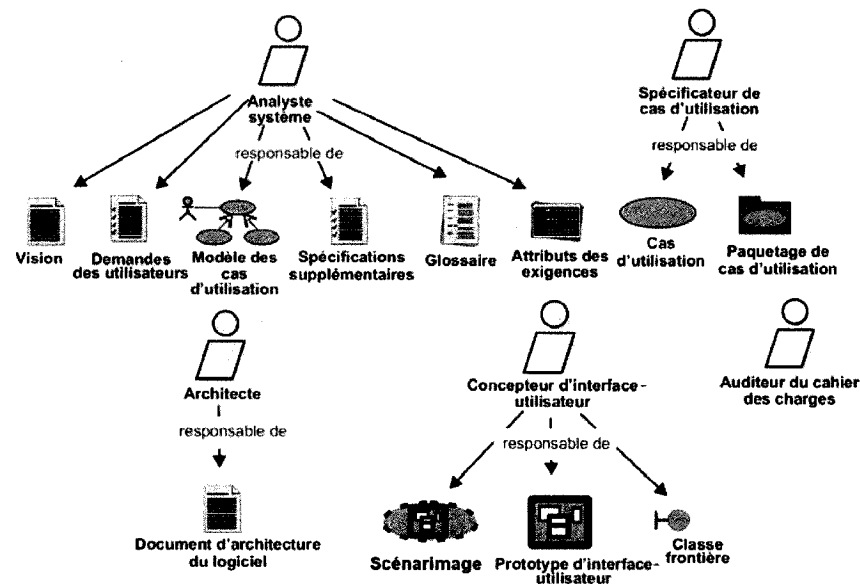 Analyste
système
responsable de
Spécificateur de
cas d'utilisation
responsable de
Vision
Demandes
des utilisateurs
Modèle des
cas
d'utilisation
Spécifications
supplémentaires
Glossaire
Attributs des
exigences
Cas
d'utilisation
Paquetage de
cas d'utilisation
Architecte
responsable de
Document d'architecture
du logiciel
Concepteur d'interface-
utilisateur
responsable de
Scénarimage
Prototype d'interface-
utilisateur
Classe
frontière
Auditeur du cahier
des charges